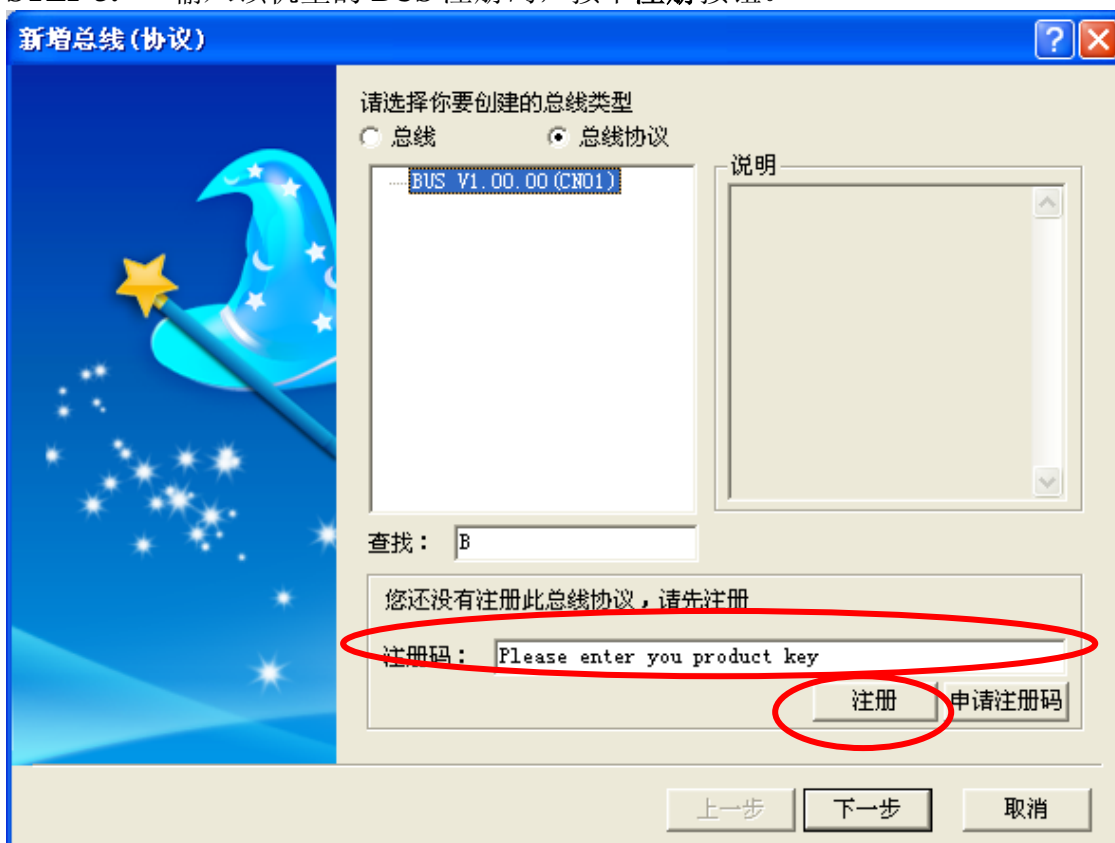 新增总线(协议)
请选择你要创建的总线类型
总线 总线协议
BUS V1.00.00(CN01)
说明
查找： B
您还没有注册此总线协议，请先注册
注册码： Please enter you product key
注册 申请注册码
上一步 下一步 取消